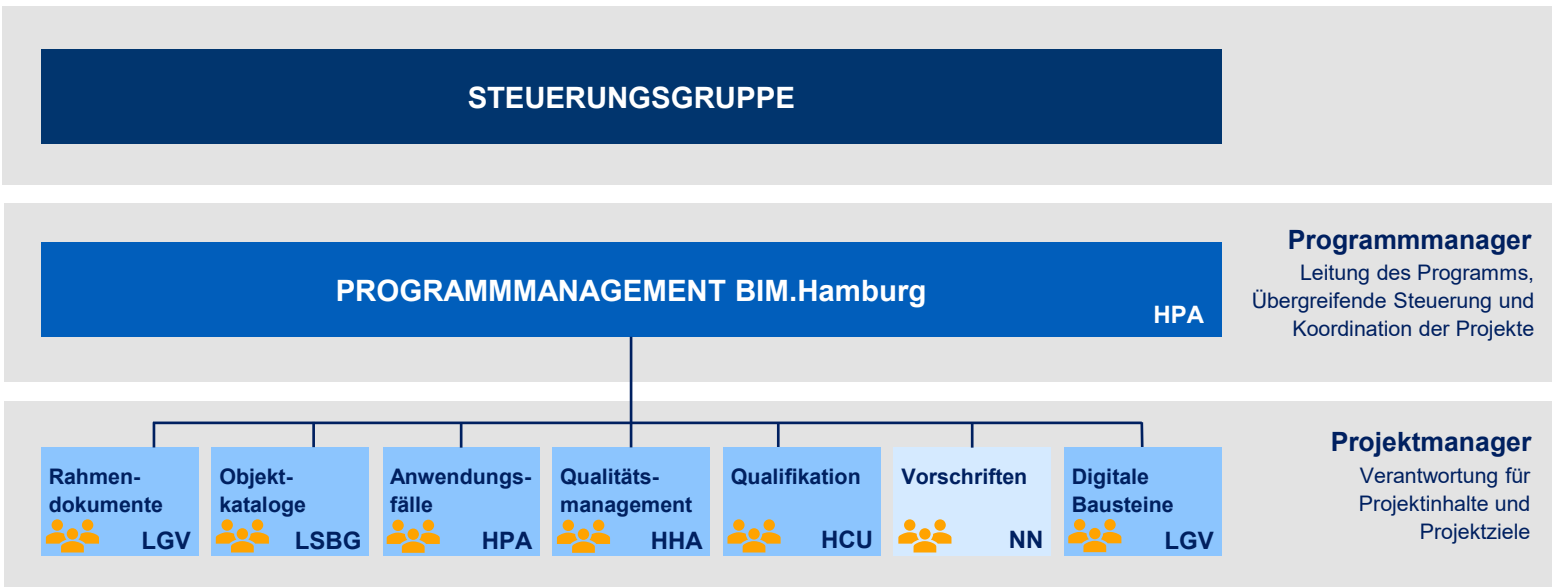 STEUERUNGSGRUPPE
PROGRAMMMANAGEMENT BIM.Hamburg
HPA
Programmmanager
Leitung des Programms,
Übergreifende Steuerung und
Koordination der Projekte
Rahmen-
dokumente
LGV
Objekt-
kataloge
LSBG
Anwendungs-
fälle
HPA
Qualitäts-
management
HHA
Qualifikation
HCU
Vorschriften
NN
Digitale
Bausteine
LGV
Projektmanager
Verantwortung für
Projektinhalte und
Projektziele